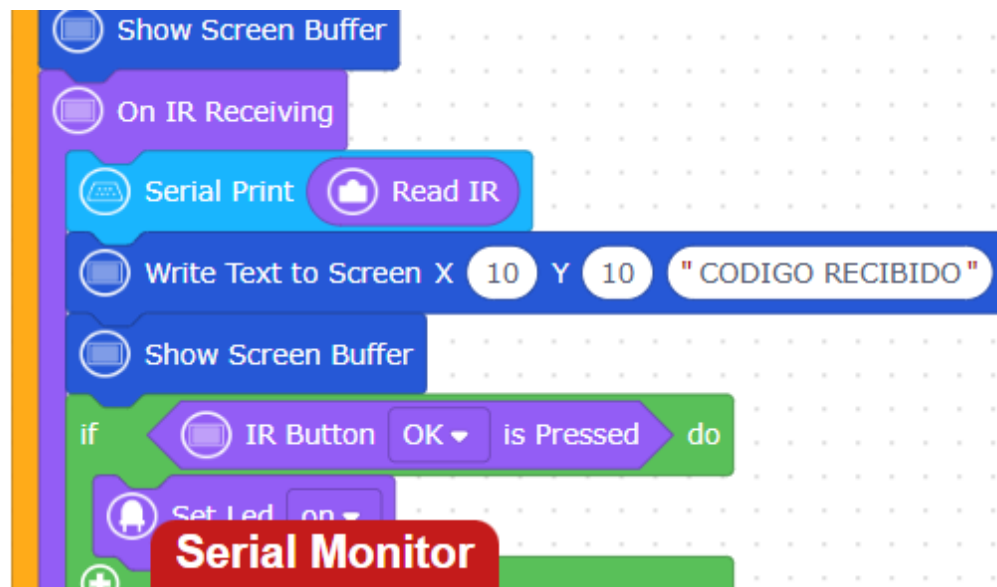 Show Screen Buffer
On IR Receiving
Serial Print Read IR
Write Text to Screen X 10 Y 10 "CODIGO RECIBIDO"
Show Screen Buffer
if IR Button OK is Pressed do
Set Led on
Serial Monitor